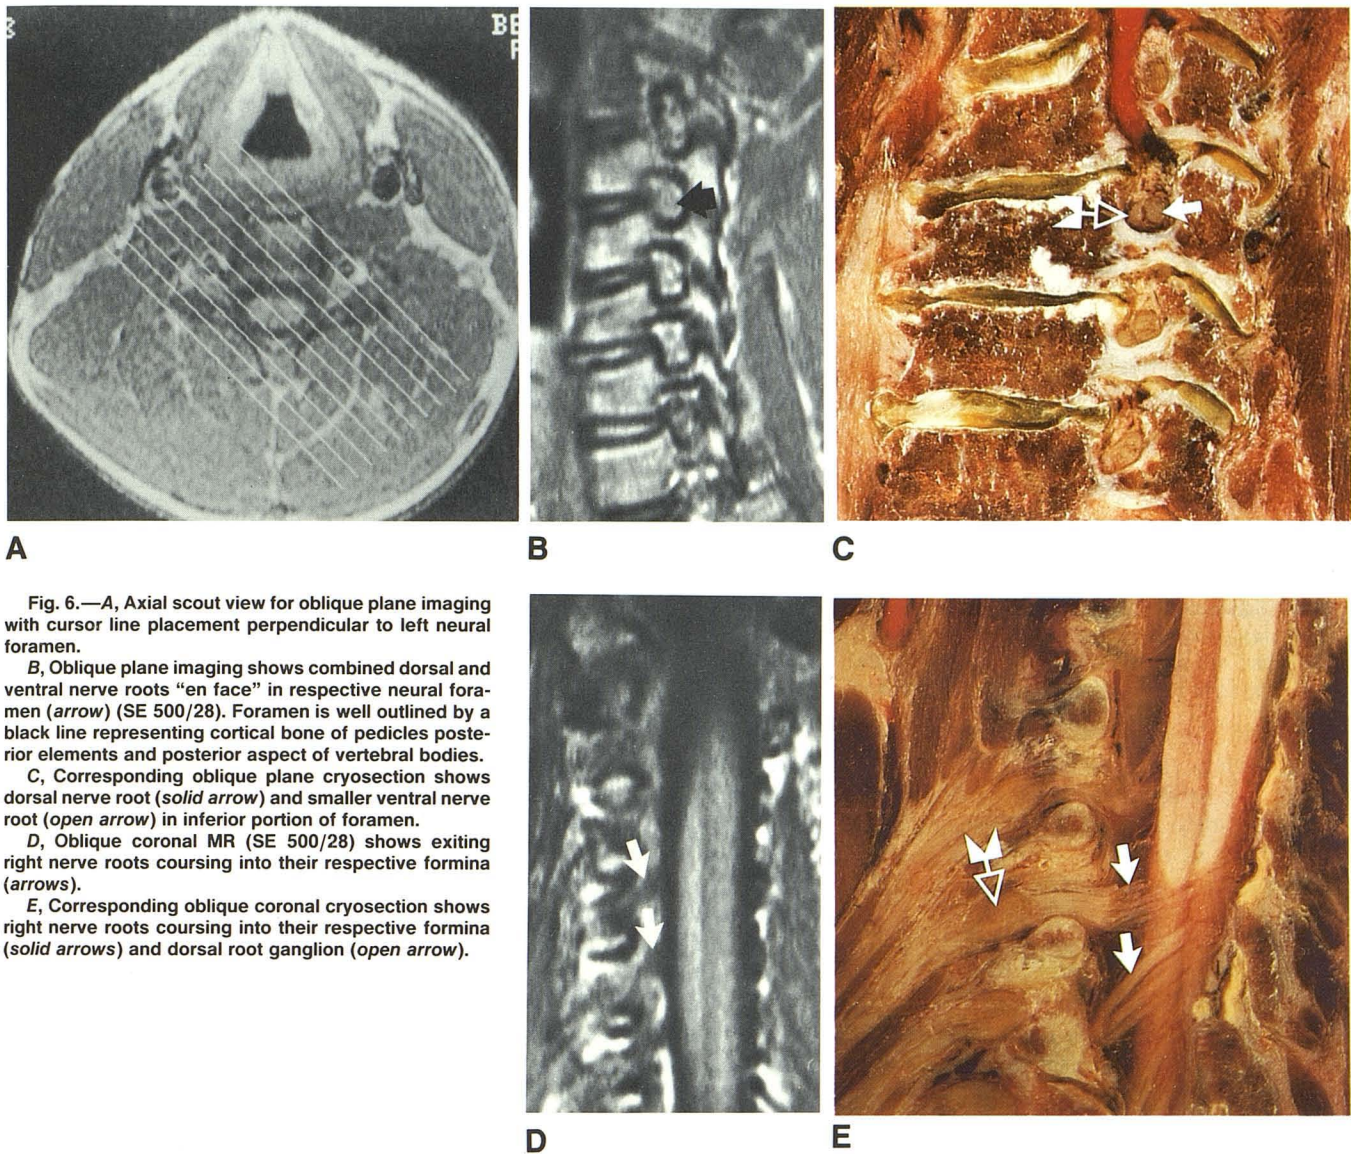 BE
A
B
C
Fig. 6.—A, Axial scout view for oblique plane imaging
with cursor line placement perpendicular to left neural
foramen.
B, Oblique plane imaging shows combined dorsal and
ventral nerve roots “en face” in respective neural fora-
men (arrow) (SE 500/28). Foramen is well outlined by a
black line representing cortical bone of pedicles poste-
rior elements and posterior aspect of vertebral bodies.
C, Corresponding oblique plane cryosection shows
dorsal nerve root (solid arrow) and smaller ventral nerve
root (open arrow) in inferior portion of foramen.
D, Oblique coronal MR (SE 500/28) shows exiting
right nerve roots coursing into their respective formina
(arrows).
E, Corresponding oblique coronal cryosection shows
right nerve roots coursing into their respective formina
(solid arrows) and dorsal root ganglion (open arrow).
D
E